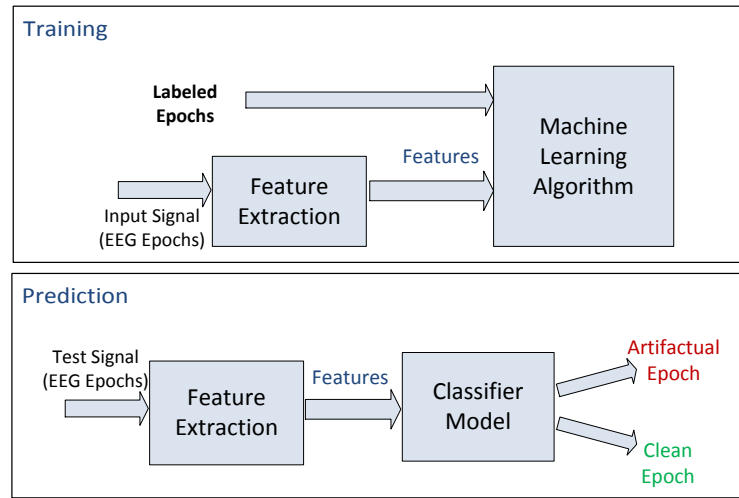 Training
Labeled
Epochs
Machine
Learning
Algorithm
Features
Feature
Extraction
Input Signal
(EEG Epochs)
Prediction
Test Signal
(EEG Epochs)
Feature
Extraction
Features
Classifier
Model
Artifactual
Epoch
Clean
Epoch